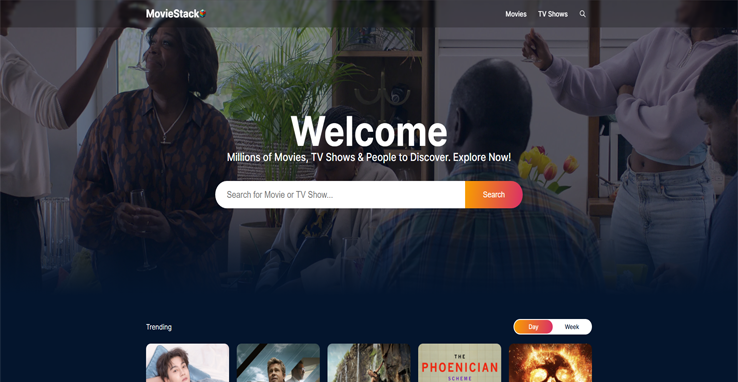 MovieStack
Movies TV Shows
Welcome
Millions of Movies, TV Shows & People to Discover. Explore Now!
Search for Movie or TV Show...
Search
Trending
Day Week
THE
PHOENICIAN
SCHEME